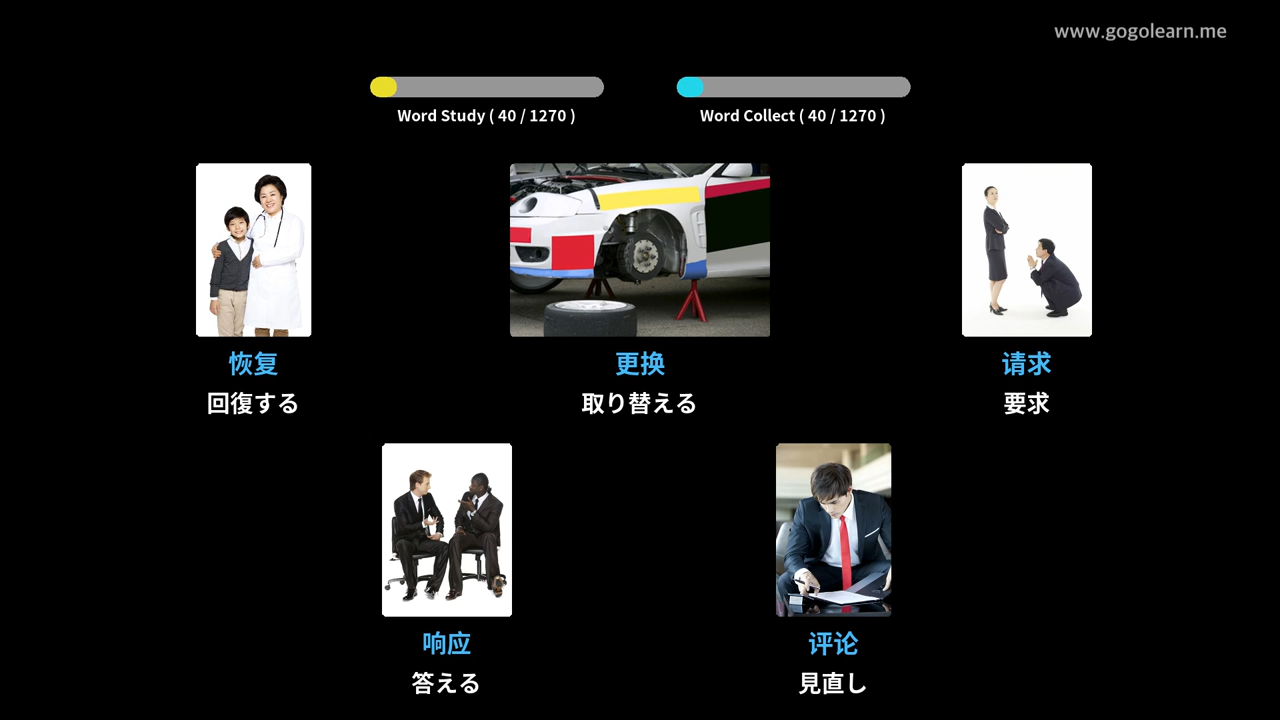 www.gogolearn.me
Word Study ( 40 / 1270 )
Word Collect ( 40 / 1270 )
恢复
回復する
更换
取り替える
请求
要求
响应
答える
评论
見直し